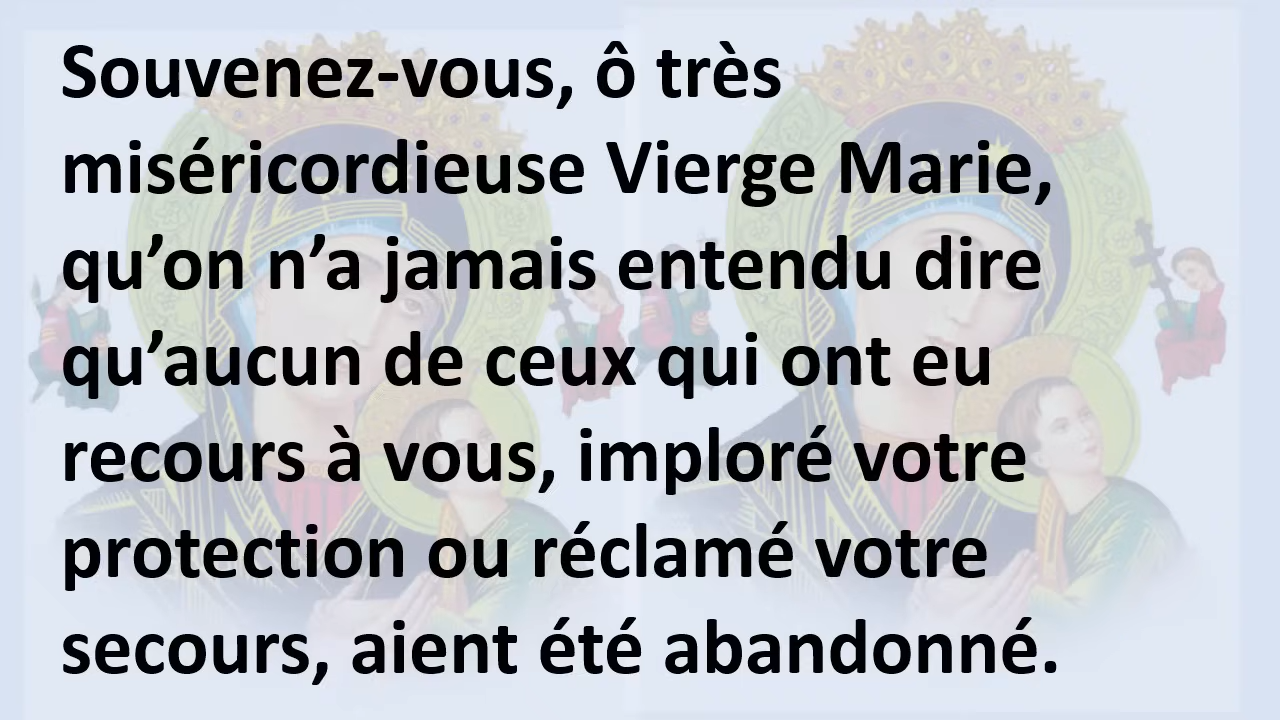 Souvenez-vous, ô très
miséricordieuse Vierge Marie,
qu’on n’a jamais entendu dire
qu’aucun de ceux qui ont eu
recours à vous, imploré votre
protection ou réclamé votre
secours, aient été abandonné.